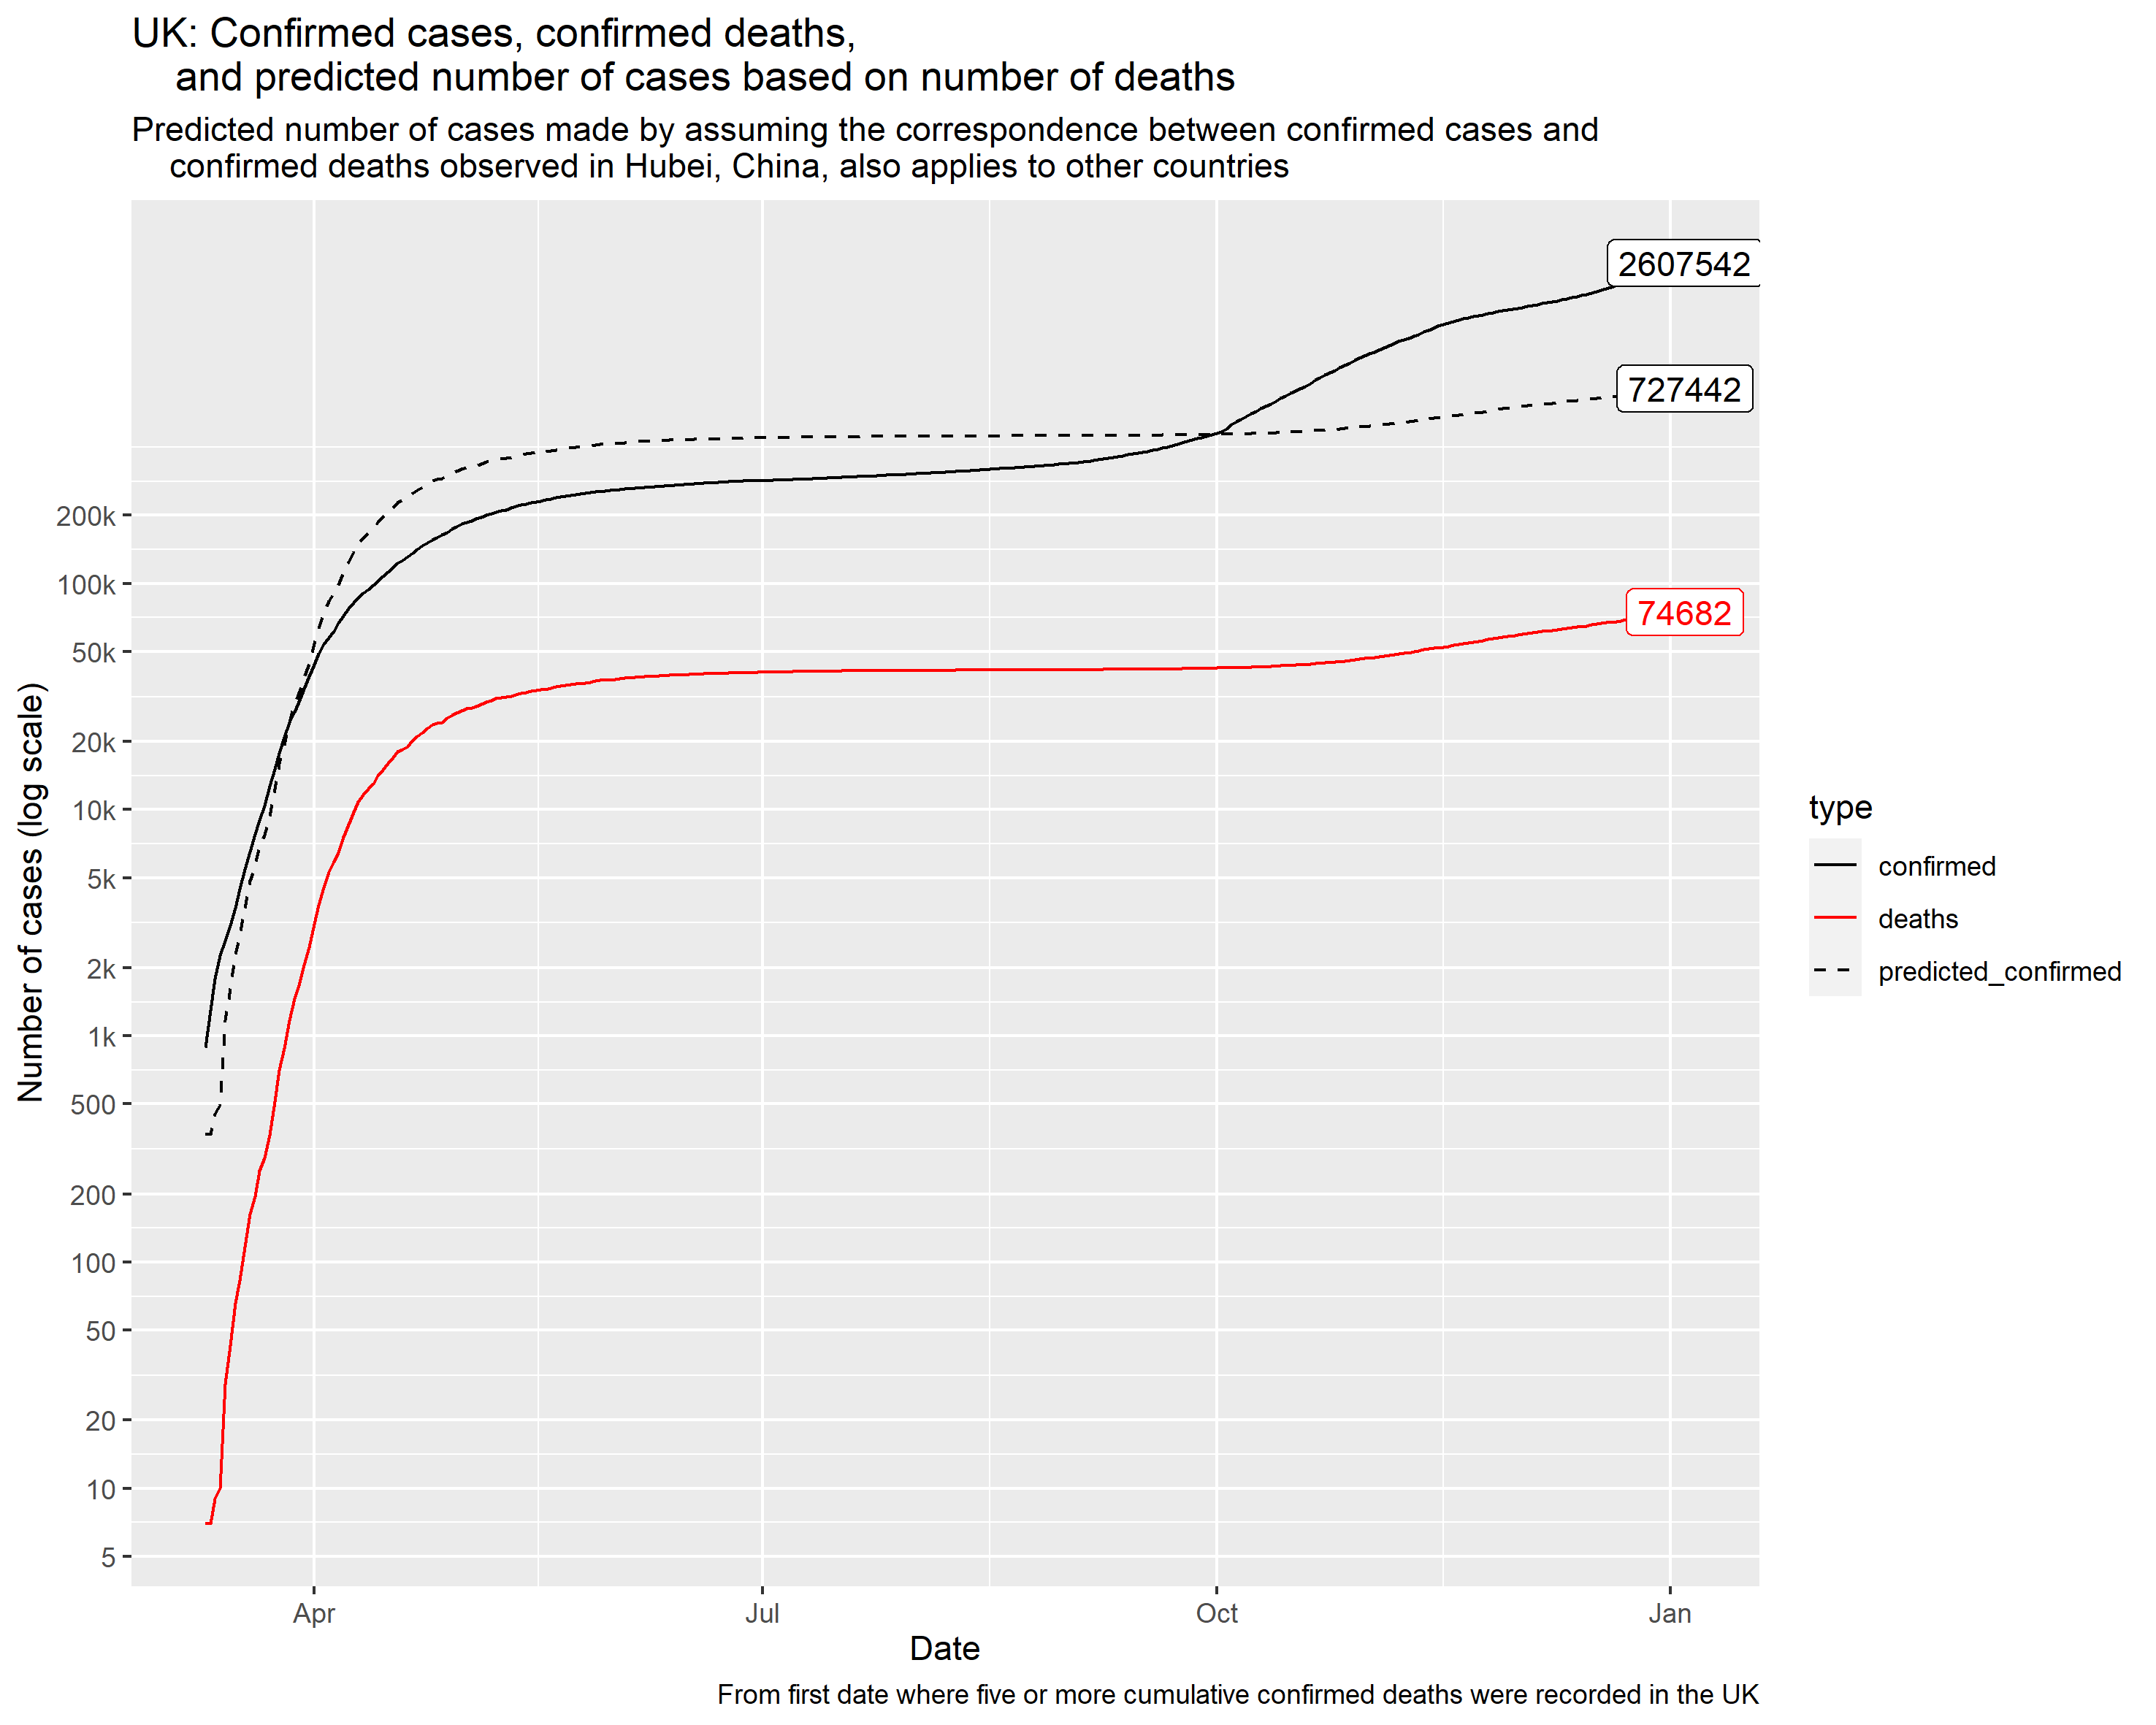 UK: Confirmed cases, confirmed deaths,
and predicted number of cases based on number of deaths
Predicted number of cases made by assuming the correspondence between confirmed cases and
confirmed deaths observed in Hubei, China, also applies to other countries
2607542
727442
74682
Number of cases (log scale)
200k
100k
50k
20k
10k
5k
2k
1k
500
200
100
50
20
10
5
Apr
Jul
Oct
Jan
Date
type
confirmed
deaths
predicted_confirmed
From first date where five or more cumulative confirmed deaths were recorded in the UK